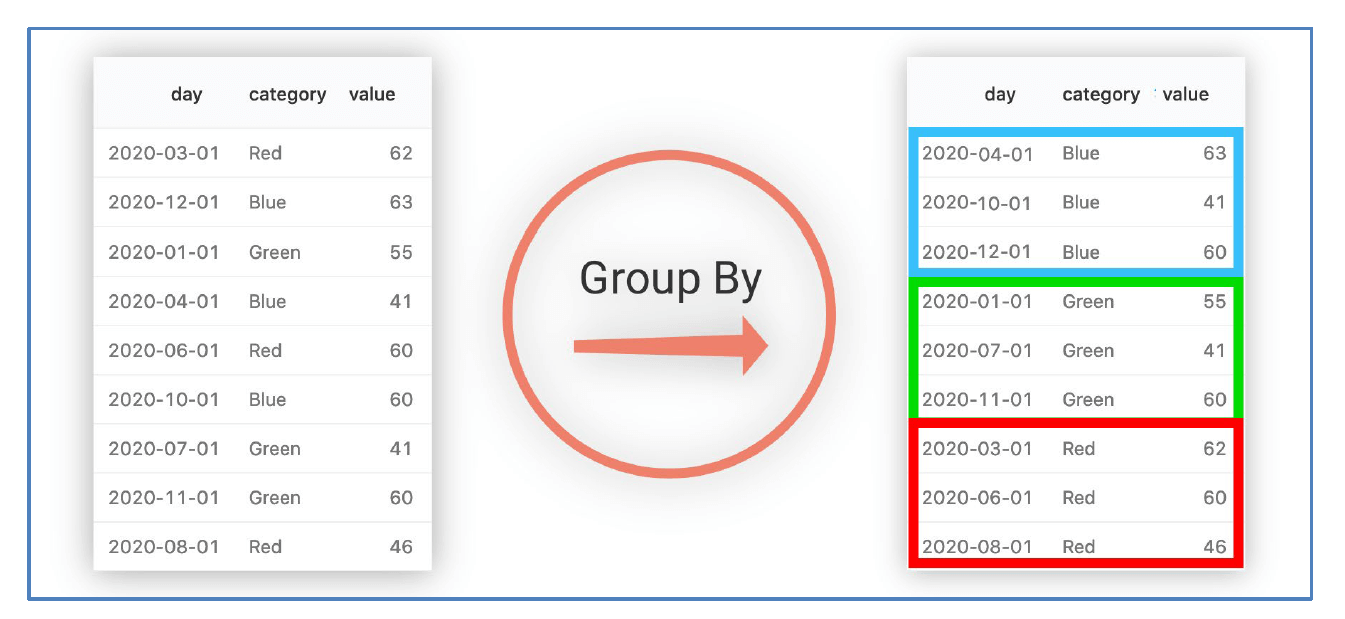 day category value
2020-03-01 Red 62
2020-12-01 Blue 63
2020-01-01 Green 55
2020-04-01 Blue 41
2020-06-01 Red 60
2020-10-01 Blue 60
2020-07-01 Green 41
2020-11-01 Green 60
2020-08-01 Red 46
Group By
day category value
2020-04-01 Blue 63
2020-10-01 Blue 41
2020-12-01 Blue 60
2020-01-01 Green 55
2020-07-01 Green 41
2020-11-01 Green 60
2020-03-01 Red 62
2020-06-01 Red 60
2020-08-01 Red 46